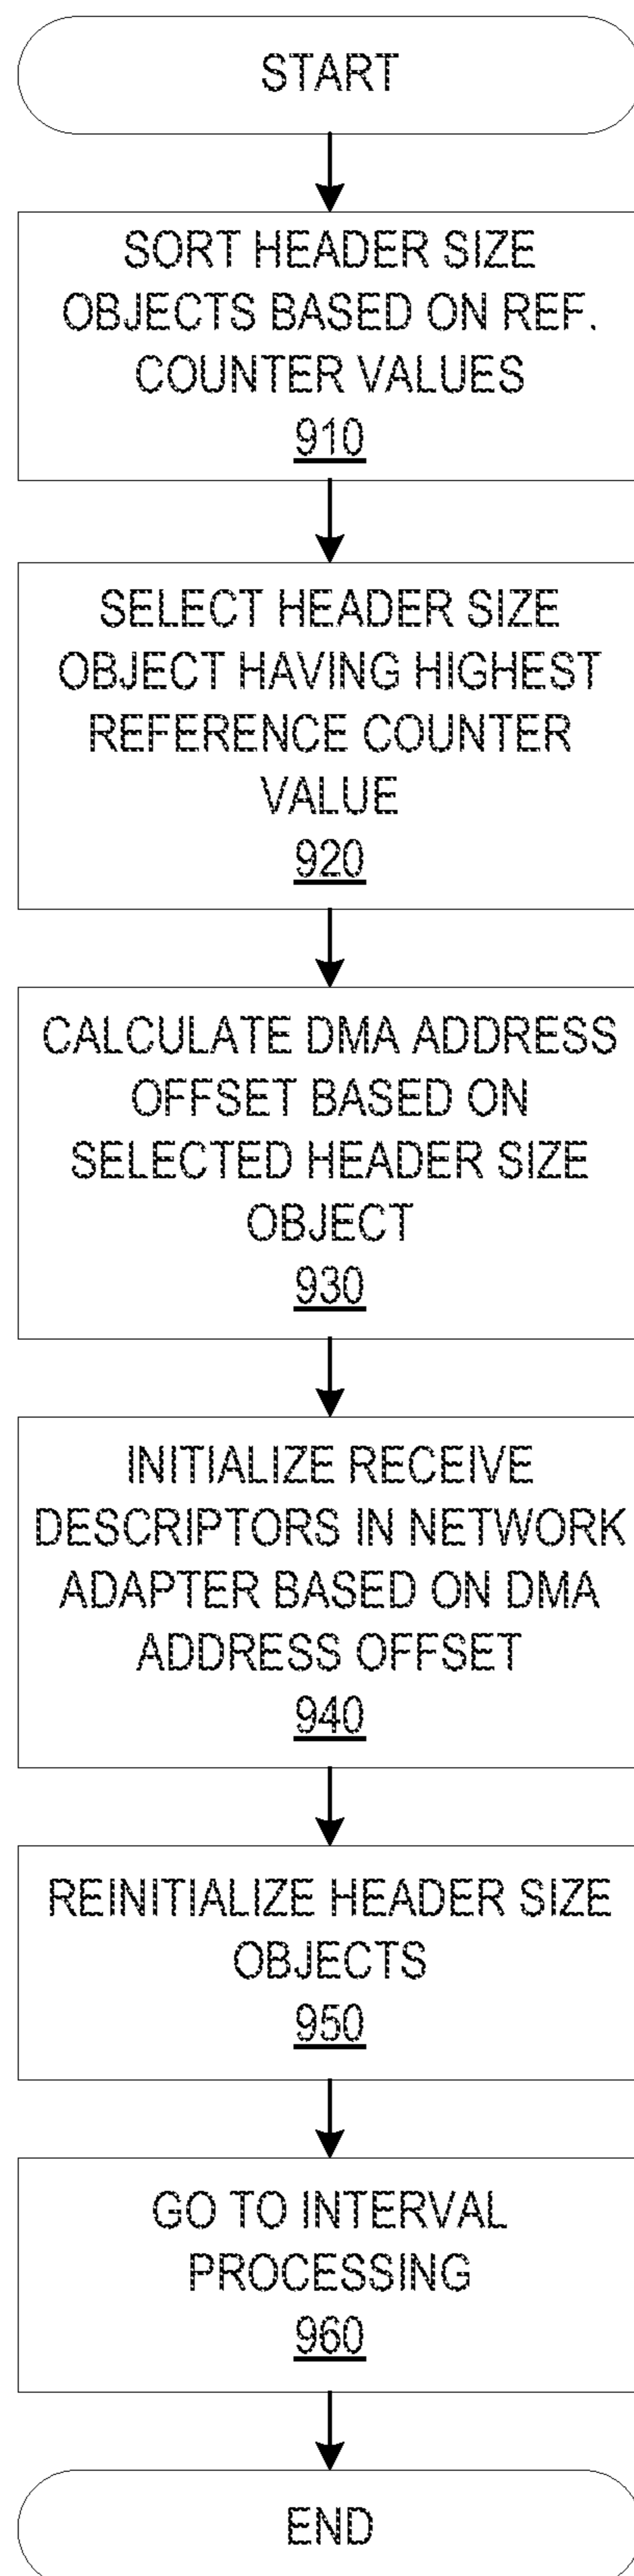 START
SORT HEADER SIZE
OBJECTS BASED ON REF.
COUNTER VALUES
910
SELECT HEADER SIZE
OBJECT HAVING HIGHEST
REFERENCE COUNTER
VALUE
920
CALCULATE DMA ADDRESS
OFFSET BASED ON
SELECTED HEADER SIZE
OBJECT
930
INITIALIZE RECEIVE
DESCRIPTORS IN NETWORK
ADAPTER BASED ON DMA
ADDRESS OFFSET
940
REINITIALIZE HEADER SIZE
OBJECTS
950
GO TO INTERVAL
PROCESSING
960
END